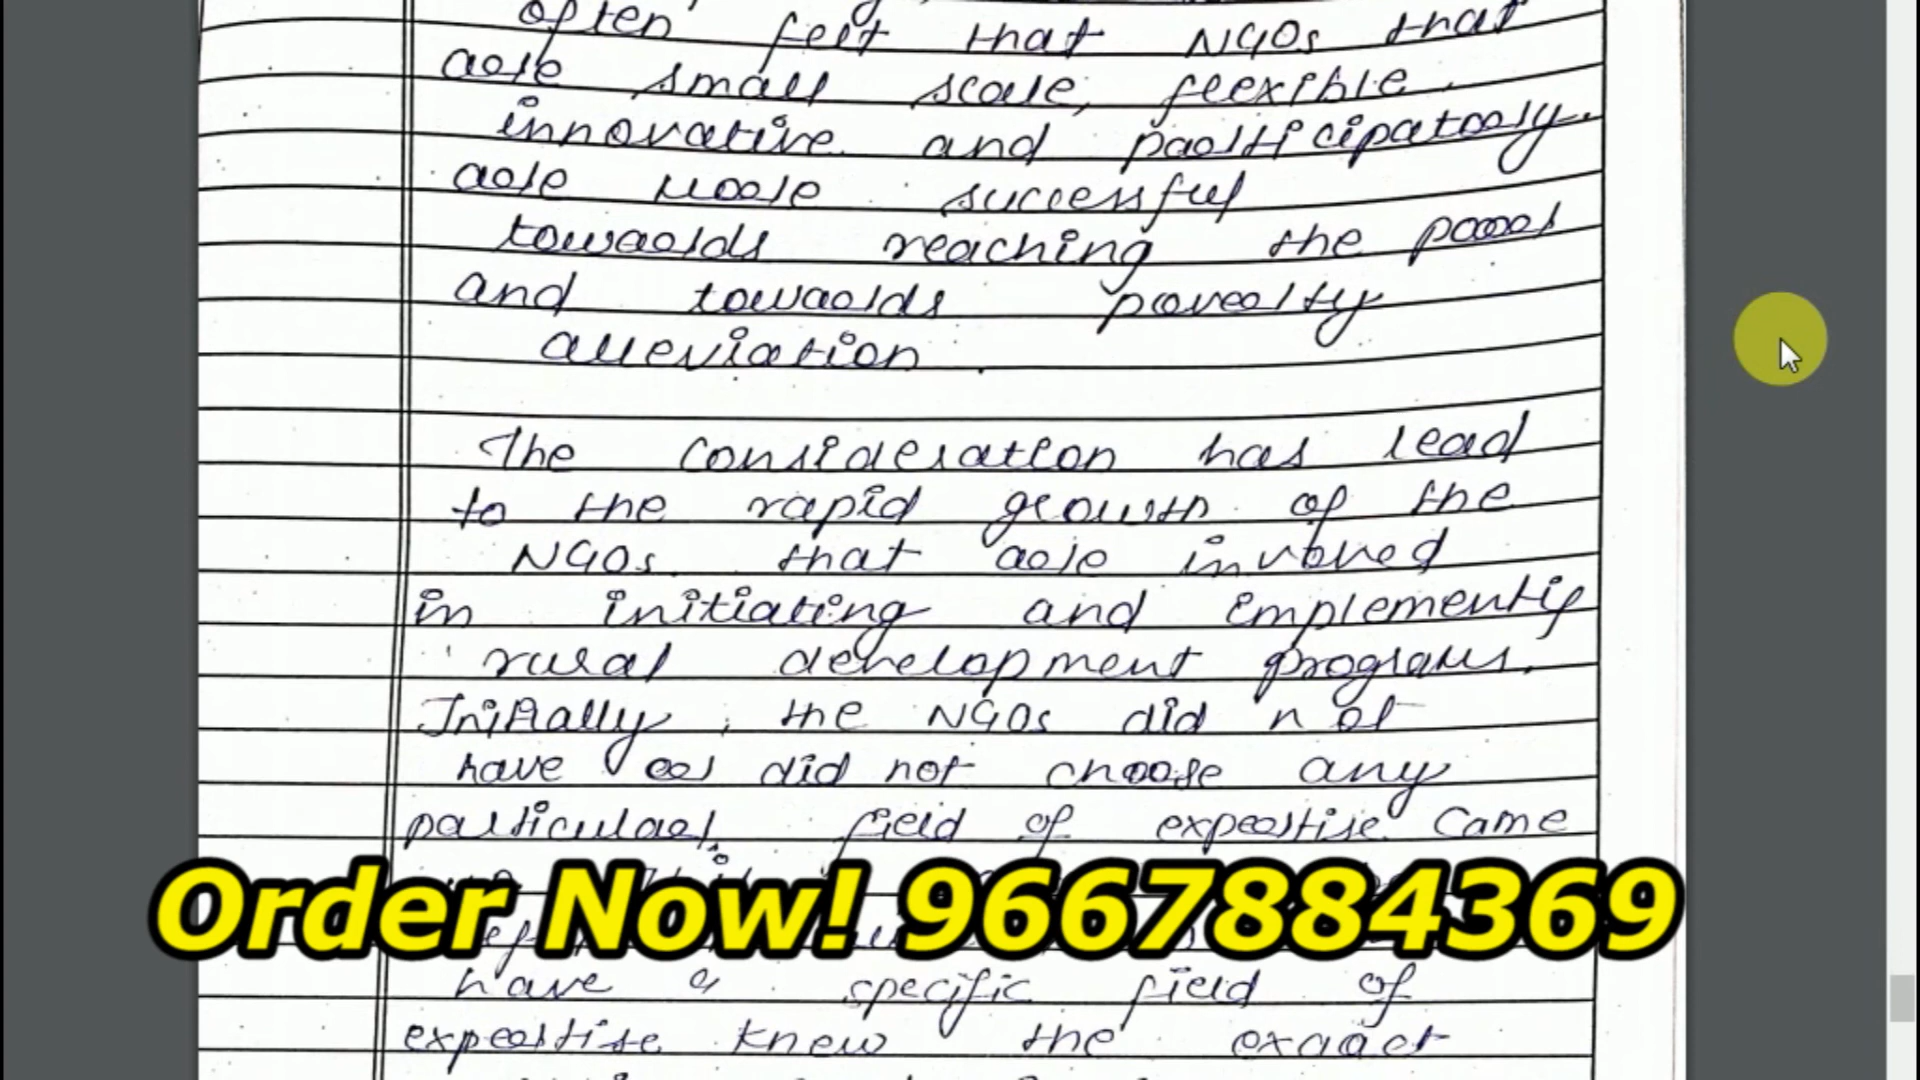 often felt that NGOs that
are small scale, flexible
innovative and participatory.
are more successful
towards reaching the poor
and towards poverty
alleviation.
The consideration has lead
to the rapid growth of the
NGOs that are involved
in initiating and implementig
rural development programs.
Initially, the NGOs did not
have or did not choose any
particular field of expertise came
Order Now! 9667884369
have a specific field of
expertise knew the exaact